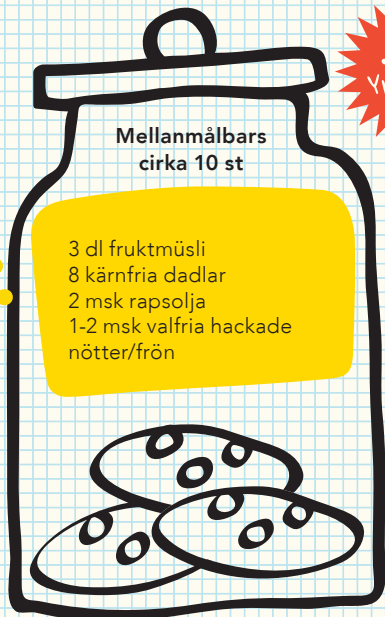 Mellanmålbars
cirka 10 st
3 dl fruktmüsli
8 kärnfria dadlar
2 msk rapsolja
1-2 msk valfria hackade
nötter/frön